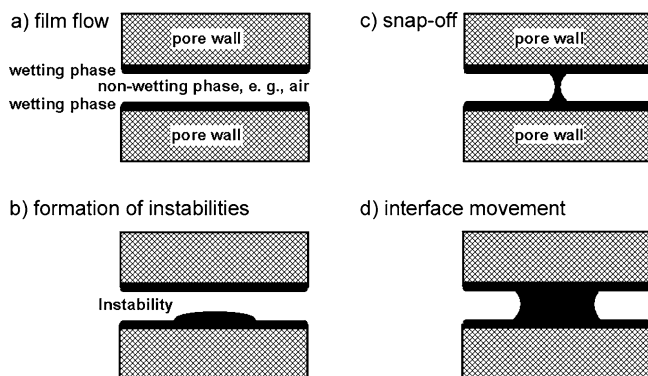 a) film flow
pore wall
wetting phase
non-wetting phase, e. g., air
wetting phase
pore wall
b) formation of instabilities
Instability
c) snap-off
pore wall
pore wall
d) interface movement